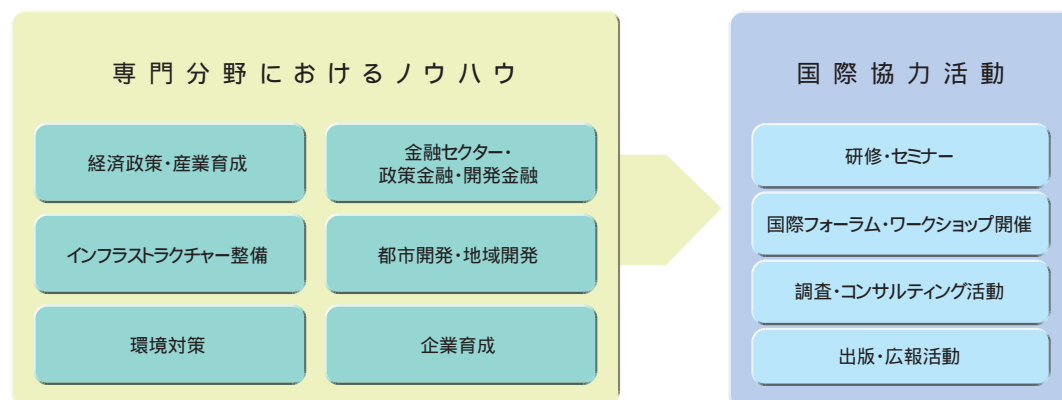 専門分野におけるノウハウ
経済政策・産業育成
金融セクター・
政策金融・開発金融
インフラストラクチャー整備
都市開発・地域開発
環境対策
企業育成
国際協力活動
研修・セミナー
国際フォーラム・ワークショップ開催
調査・コンサルティング活動
出版・広報活動